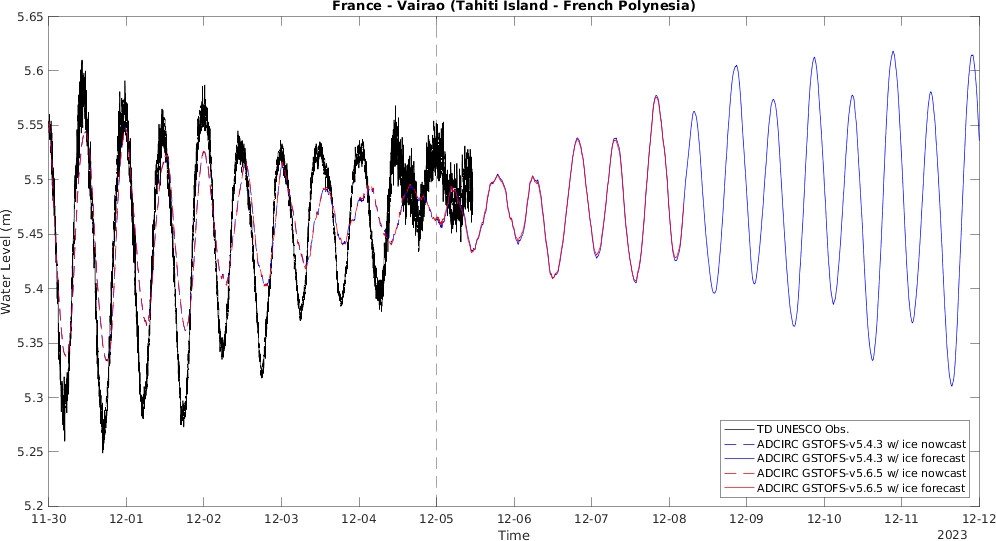 France - Vairao (Tahiti Island - French Polynesia)
Water Level (m)
5.65
5.6
5.55
5.5
5.45
5.4
5.35
5.3
5.25
5.2
TD UNESCO Obs.
ADCIRC GSTOFS-v5.4.3 w/ ice nowcast
ADCIRC GSTOFS-v5.4.3 w/ ice forecast
ADCIRC GSTOFS-v5.6.5 w/ ice nowcast
ADCIRC GSTOFS-v5.6.5 w/ ice forecast
11-30 12-01 12-02 12-03 12-04 12-05 12-06 12-07 12-08 12-09 12-10 12-11 12-12
Time
2023